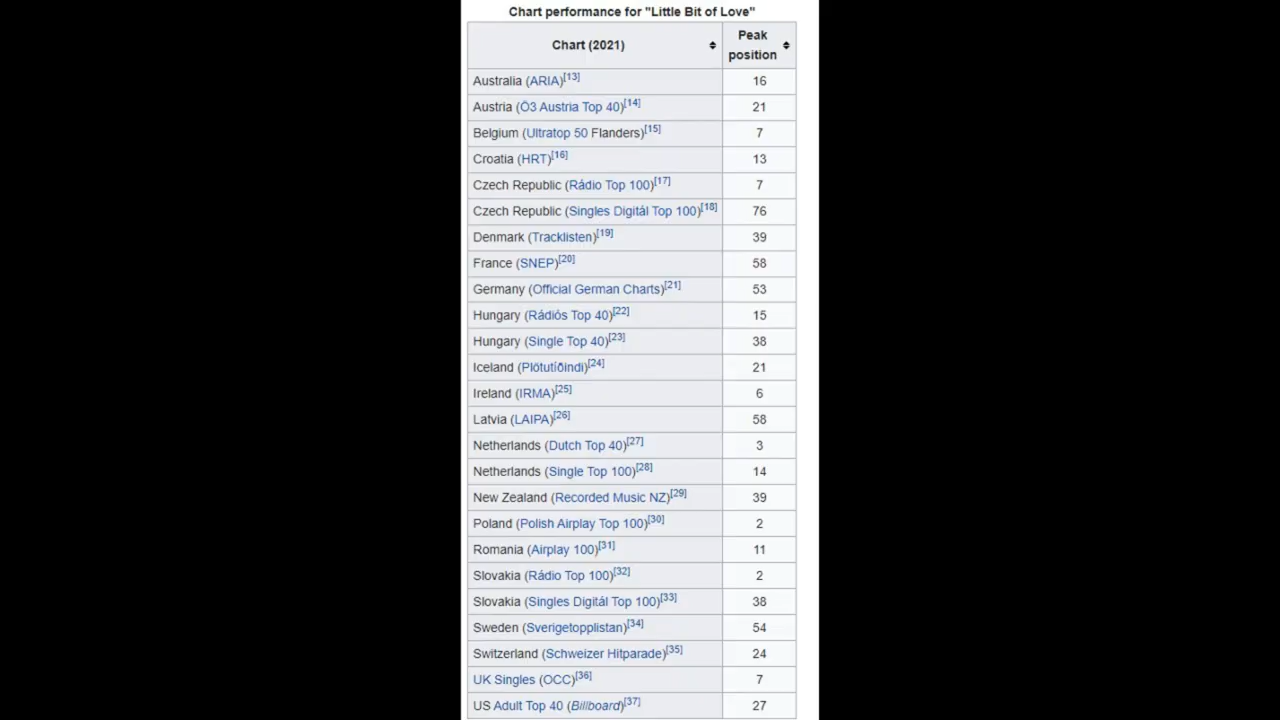 Chart performance for "Little Bit of Love"
Chart (2021) Peak position
Australia (ARIA)[13] 16
Austria (Ö3 Austria Top 40)[14] 21
Belgium (Ultratop 50 Flanders)[15] 7
Croatia (HRT)[16] 13
Czech Republic (Rádio Top 100)[17] 7
Czech Republic (Singles Digitál Top 100)[18] 76
Denmark (Tracklisten)[19] 39
France (SNEP)[20] 58
Germany (Official German Charts)[21] 53
Hungary (Rádiós Top 40)[22] 15
Hungary (Single Top 40)[23] 38
Iceland (Plötutíðindi)[24] 21
Ireland (IRMA)[25] 6
Latvia (LAIPA)[26] 58
Netherlands (Dutch Top 40)[27] 3
Netherlands (Single Top 100)[28] 14
New Zealand (Recorded Music NZ)[29] 39
Poland (Polish Airplay Top 100)[30] 2
Romania (Airplay 100)[31] 11
Slovakia (Rádio Top 100)[32] 2
Slovakia (Singles Digitál Top 100)[33] 38
Sweden (Sverigetopplistan)[34] 54
Switzerland (Schweizer Hitparade)[35] 24
UK Singles (OCC)[36] 7
US Adult Top 40 (Billboard)[37] 27